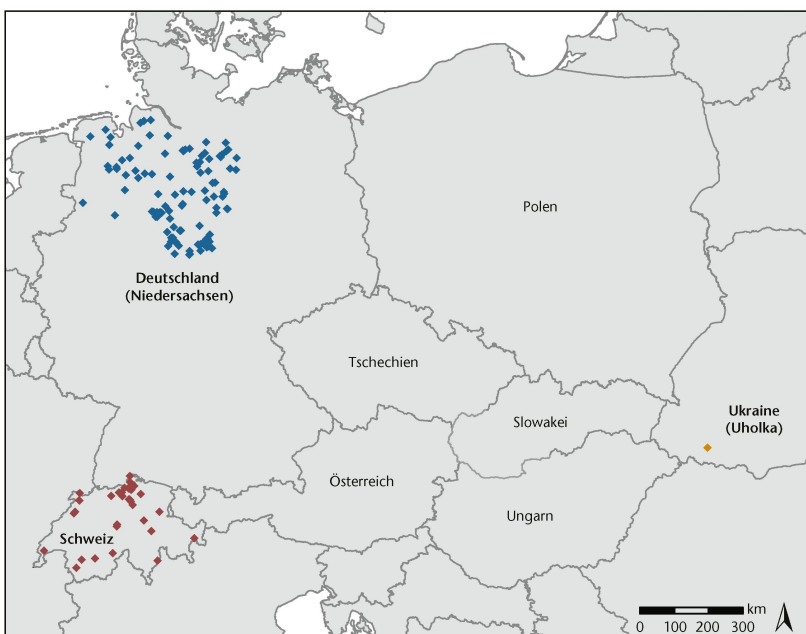 Polen
Deutschland
(Niedersachsen)
Tschechien
Ukraine
(Uholka)
Slowakei
Österreich
Ungarn
Schweiz
km
0 100 200 300